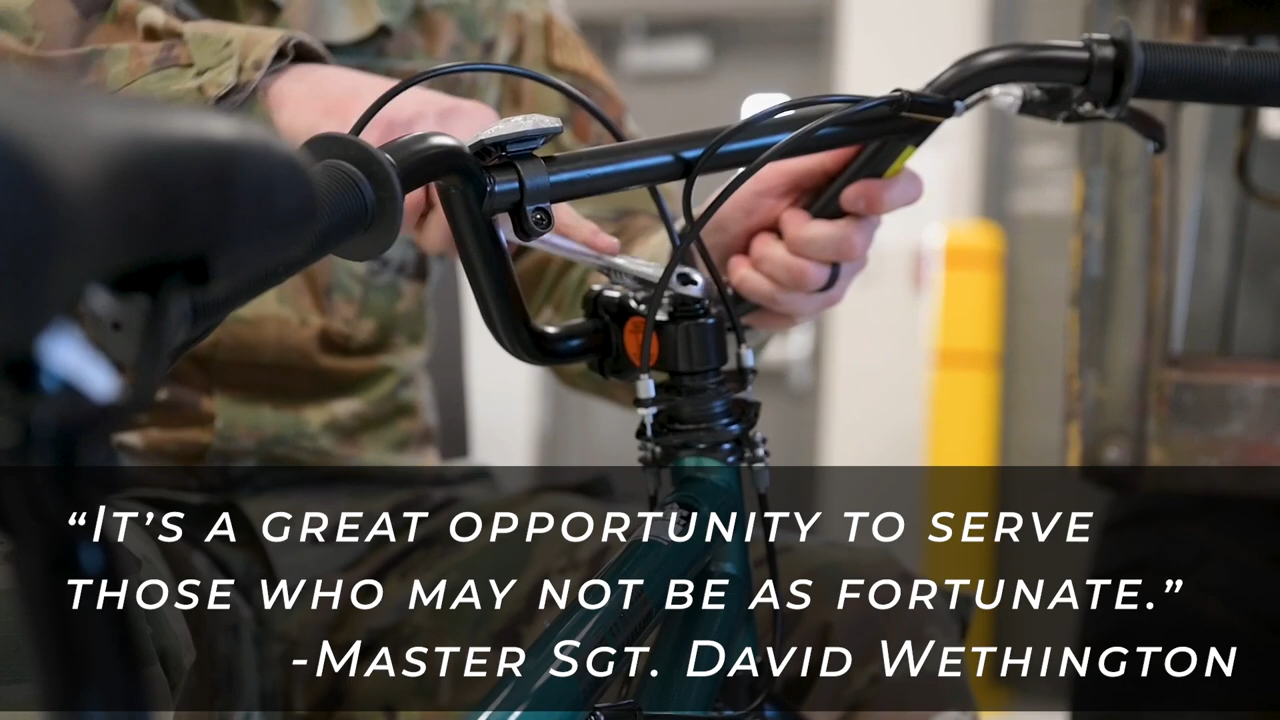 “It’s a great opportunity to serve
those who may not be as fortunate.”
-Master Sgt. David Wethington